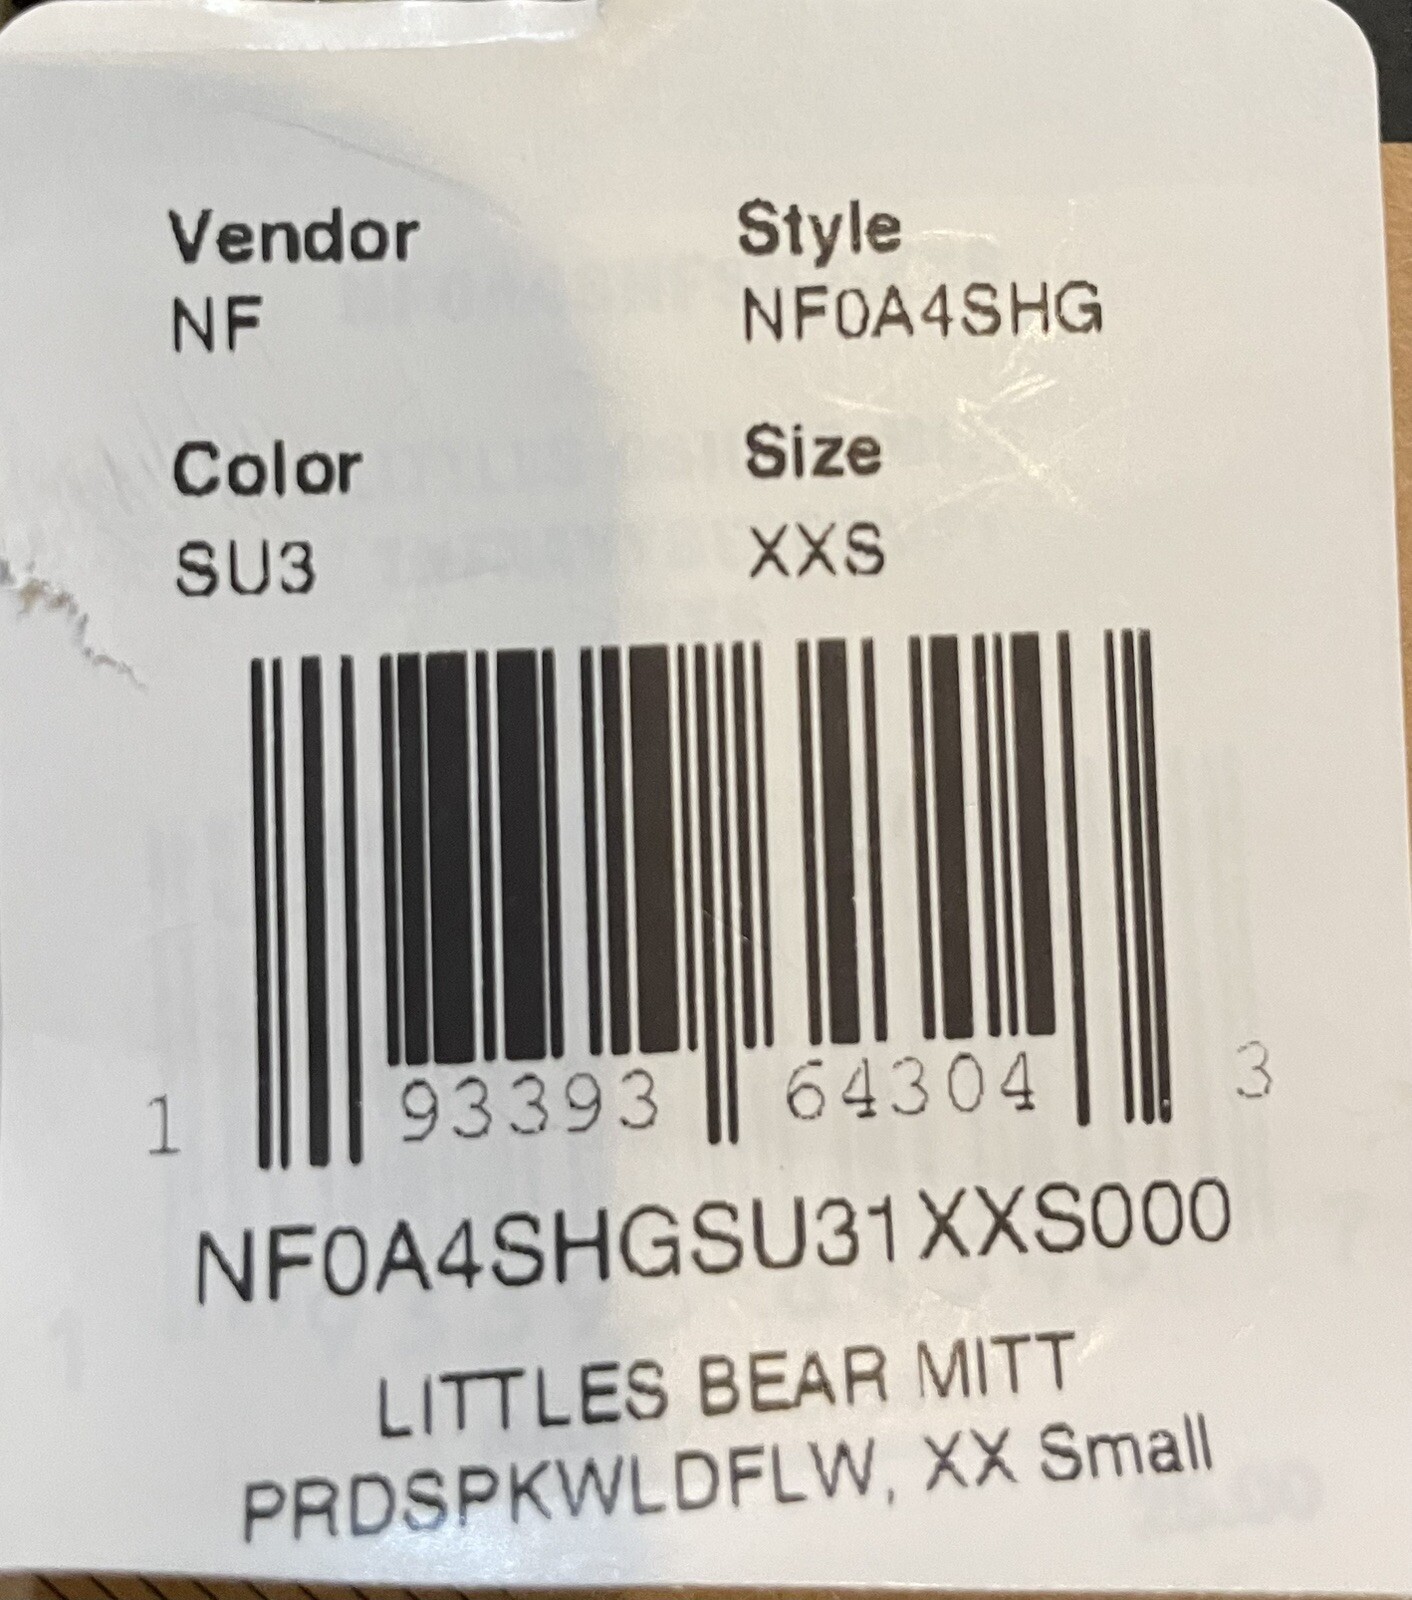 Vendor Style
NF NF0A4SHG
Color Size
SU3 XXS
1 93393 64304 3
NF0A4SHGSU31XXS000
LITTLES BEAR MITT
PRDSPKWLDFLW, XX Small